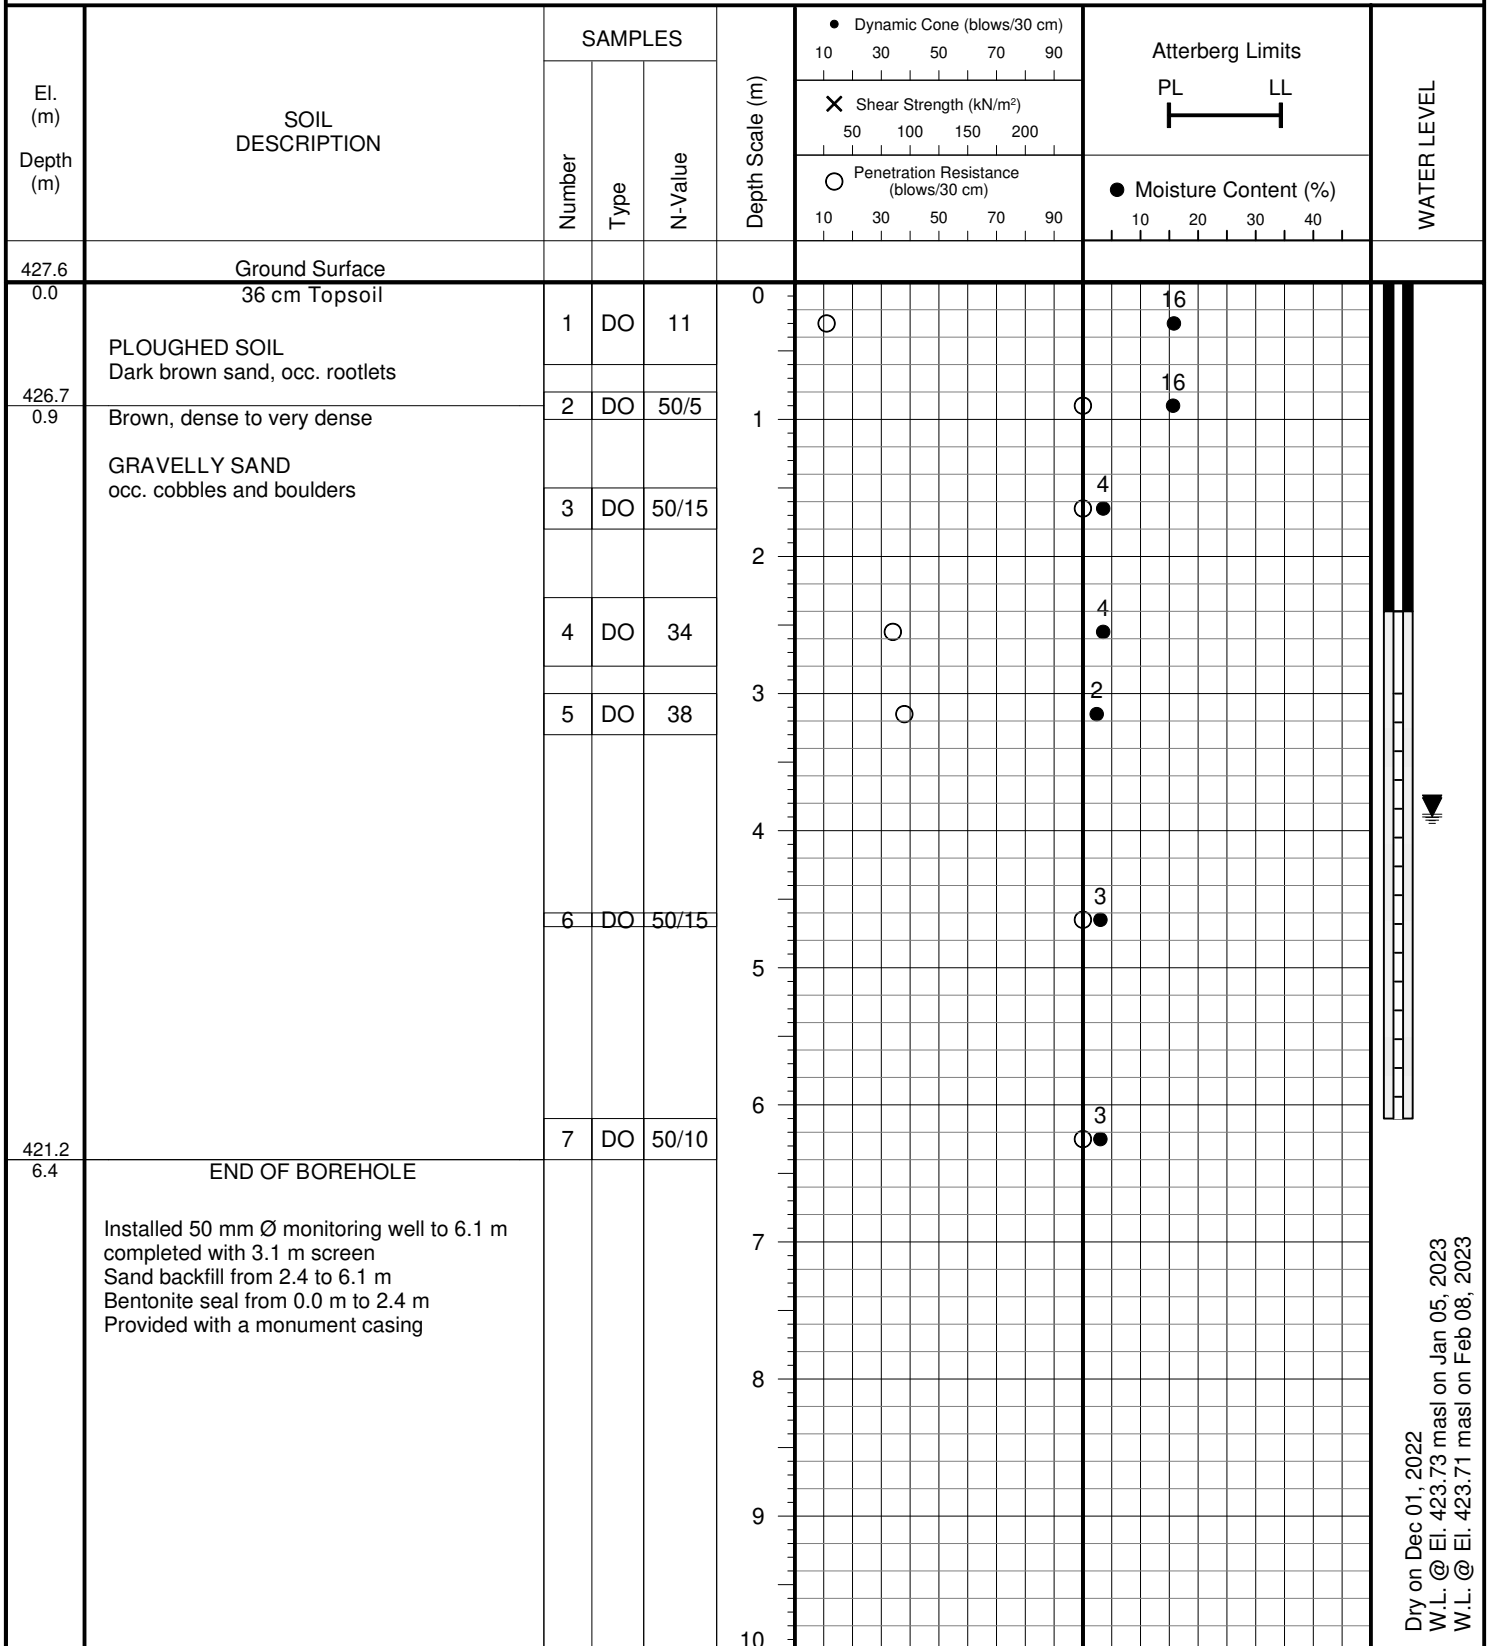 El.
(m)
Depth
(m)
SOIL
DESCRIPTION
SAMPLES
Number
Type
N-Value
Depth Scale (m)
Dynamic Cone (blows/30 cm)
10 30 50 70 90
Shear Strength (kN/m²)
50 100 150 200
Penetration Resistance
(blows/30 cm)
10 30 50 70 90
Atterberg Limits
PL LL
Moisture Content (%)
10 20 30 40
WATER LEVEL
427.6 Ground Surface
0.0 36 cm Topsoil 0
16
1 DO 11
PLOUGHED SOIL
Dark brown sand, occ. rootlets
16
426.7
2 DO 50/5
0.9 Brown, dense to very dense 1
GRAVELLY SAND
occ. cobbles and boulders
4
3 DO 50/15
2
4
4 DO 34
2
3
5 DO 38
4
3
6 DO 50/15
5
6
3
7 DO 50/10
421.2
6.4 END OF BOREHOLE
Installed 50 mm Ø monitoring well to 6.1 m
7
completed with 3.1 m screen
Sand backfill from 2.4 to 6.1 m
Bentonite seal from 0.0 m to 2.4 m
Provided with a monument casing
8
9
10
Dry on Dec 01, 2022
W.L. @ El. 423.73 masl on Jan 05, 2023
W.L. @ El. 423.71 masl on Feb 08, 2023